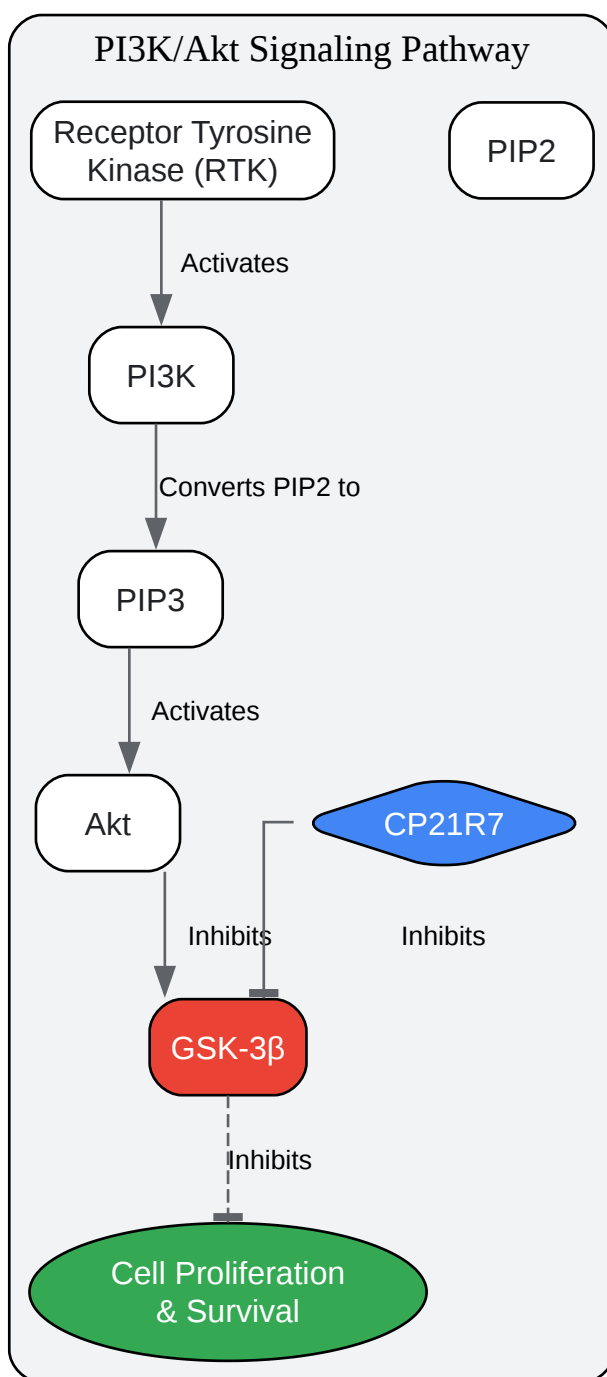 PI3K/Akt Signaling Pathway
Receptor Tyrosine
Kinase (RTK)
PIP2
Activates
PI3K
Converts PIP2 to
PIP3
Activates
Akt
CP21R7
Inhibits
Inhibits
GSK-3β
Inhibits
Cell Proliferation
& Survival